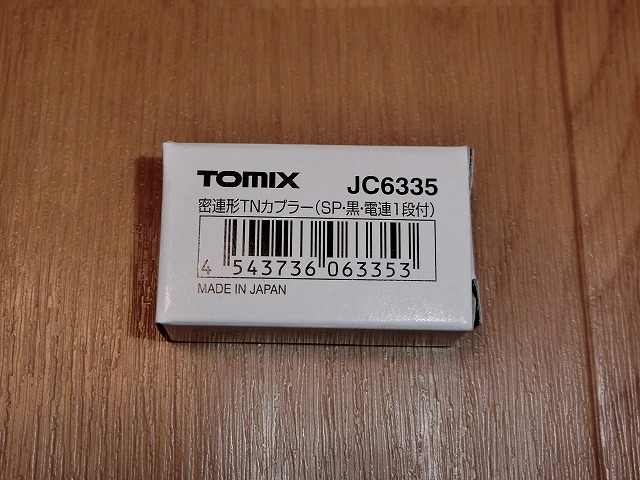 TOMIX JC6335
密連形TNカプラー(SP・黒・電連1段付)
4 543736 063353
MADE IN JAPAN